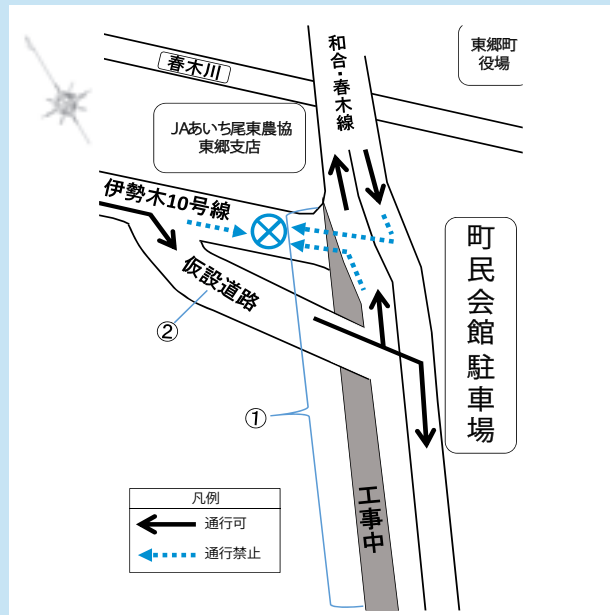 和合・春木線
東郷町
役場
春木川
JAあいち尾東農協
東郷支店
伊勢木10号線
町民会館駐車場
仮設道路
②
①
工事中
凡例
通行可
通行禁止